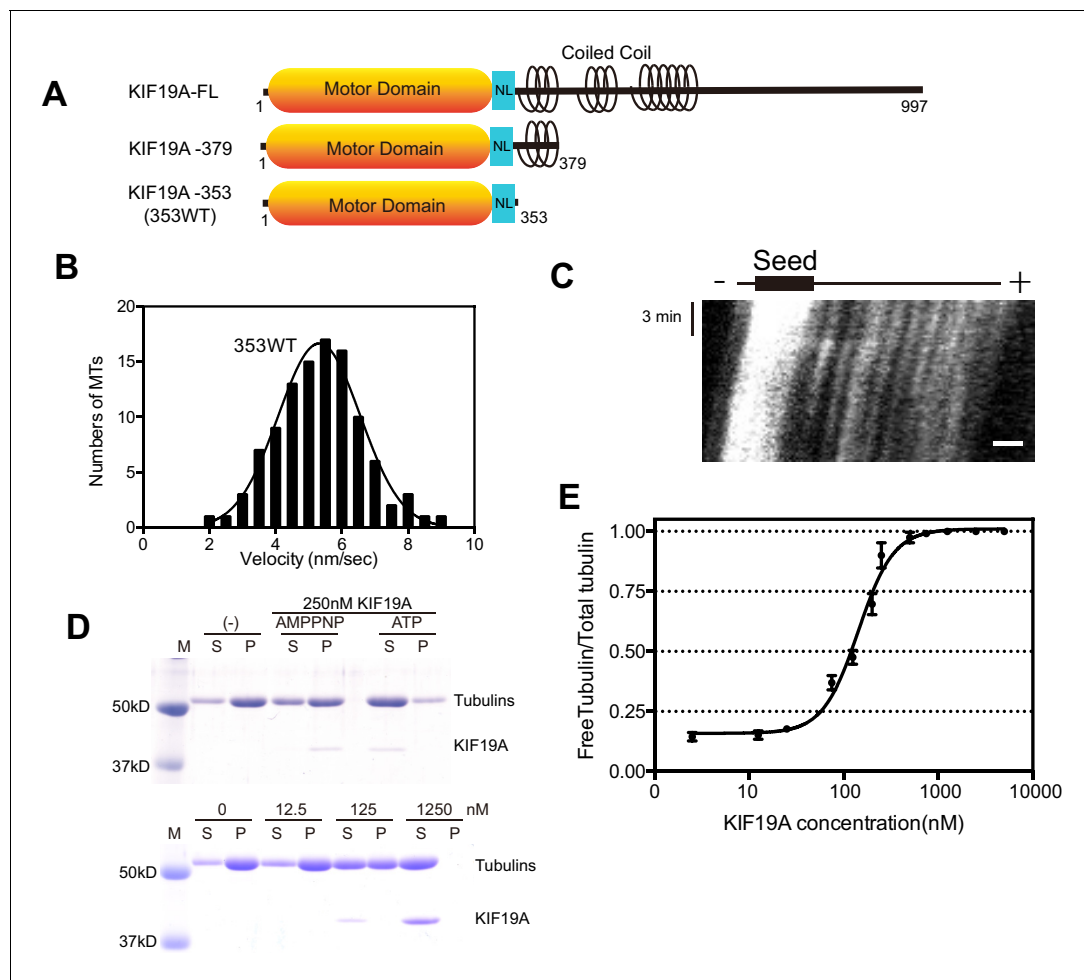 A
Coiled Coil
KIF19A-FL
Motor Domain
NL
1
997
KIF19A -379
Motor Domain
NL
1
379
KIF19A -353
(353WT)
Motor Domain
NL
1
353
B
20
15
10
5
0
Numbers of MTs
353WT
0 2 4 6 8 10
Velocity (nm/sec)
C
- Seed +
3 min
D
250nM KIF19A
(-) AMPPNP ATP
M S P S P S P
50kD
Tubulins
KIF19A
37kD
0 12.5 125 1250 nM
M S P S P S P S P
50kD
Tubulins
KIF19A
37kD
E
1.00
0.75
0.50
0.25
0.00
FreeTubulin/Total tubulin
0 10 100 1000 10000
KIF19A concentration(nM)